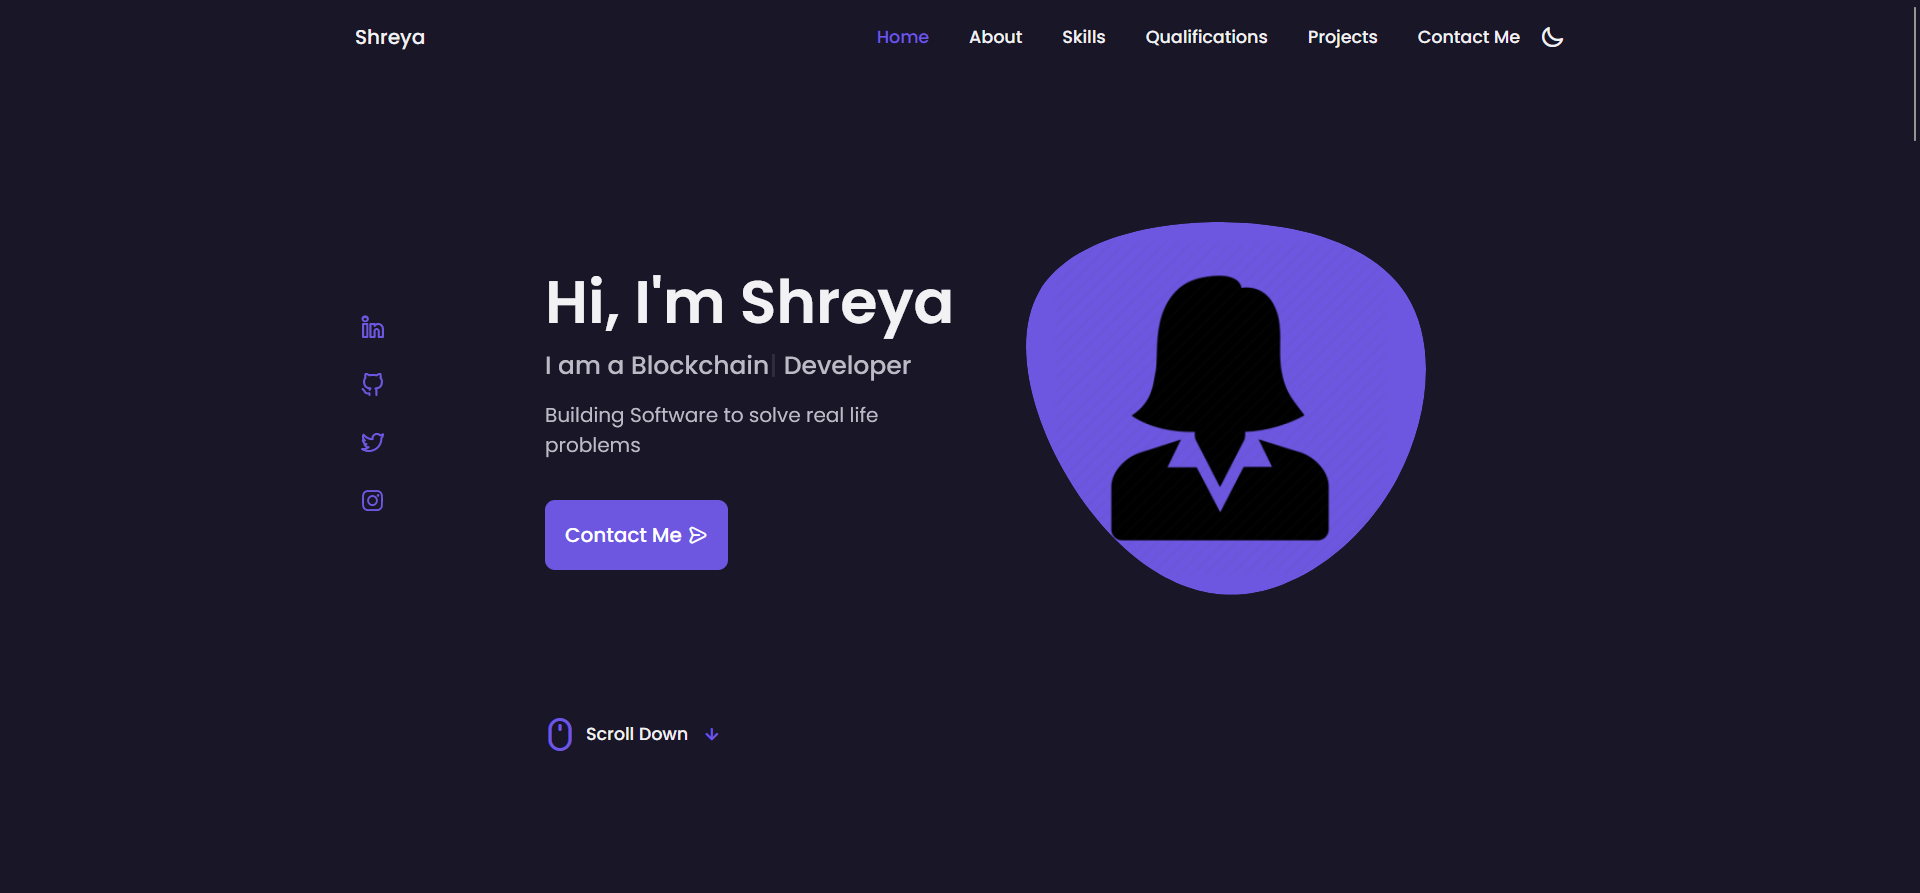 Shreya
Home About Skills Qualifications Projects Contact Me
Hi, I'm Shreya
I am a Blockchain| Developer
Building Software to solve real life
problems
Contact Me
Scroll Down